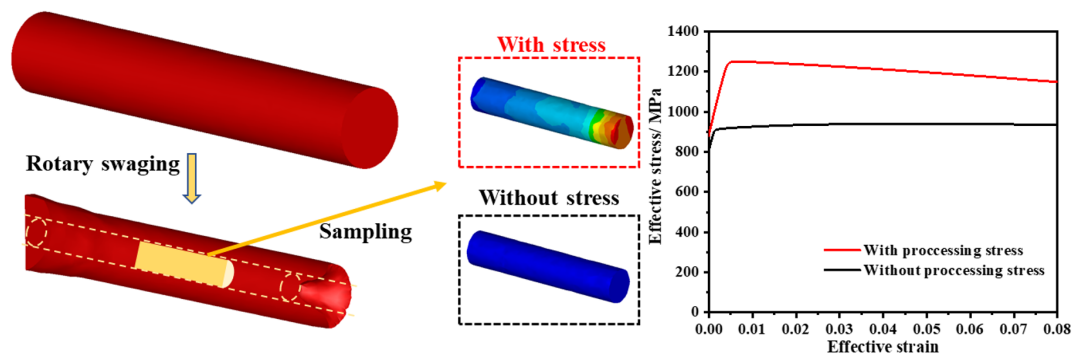 Rotary swaging
Sampling
With stress
Without stress
Effective stress/ MPa
1400
1200
1000
800
600
400
200
0
With proccessing stress
Without proccessing stress
0.00 0.01 0.02 0.03 0.04 0.05 0.06 0.07 0.08
Effective strain